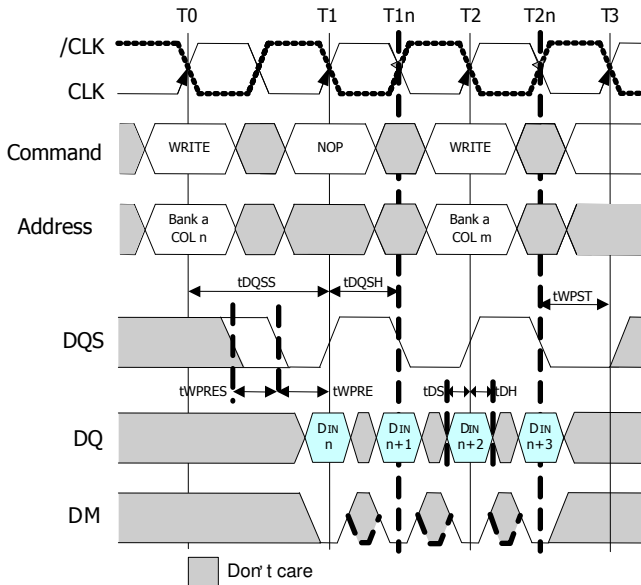 T0 T1 T1n T2 T2n T3
/CLK
CLK
Command WRITE NOP WRITE
Address Bank a COL n Bank a COL m
tDQSS tDQSH tWPST
DQS
tWPRES tWPRE tDS tDH
DQ DIN n DIN n+1 DIN n+2 DIN n+3
DM
Don't care